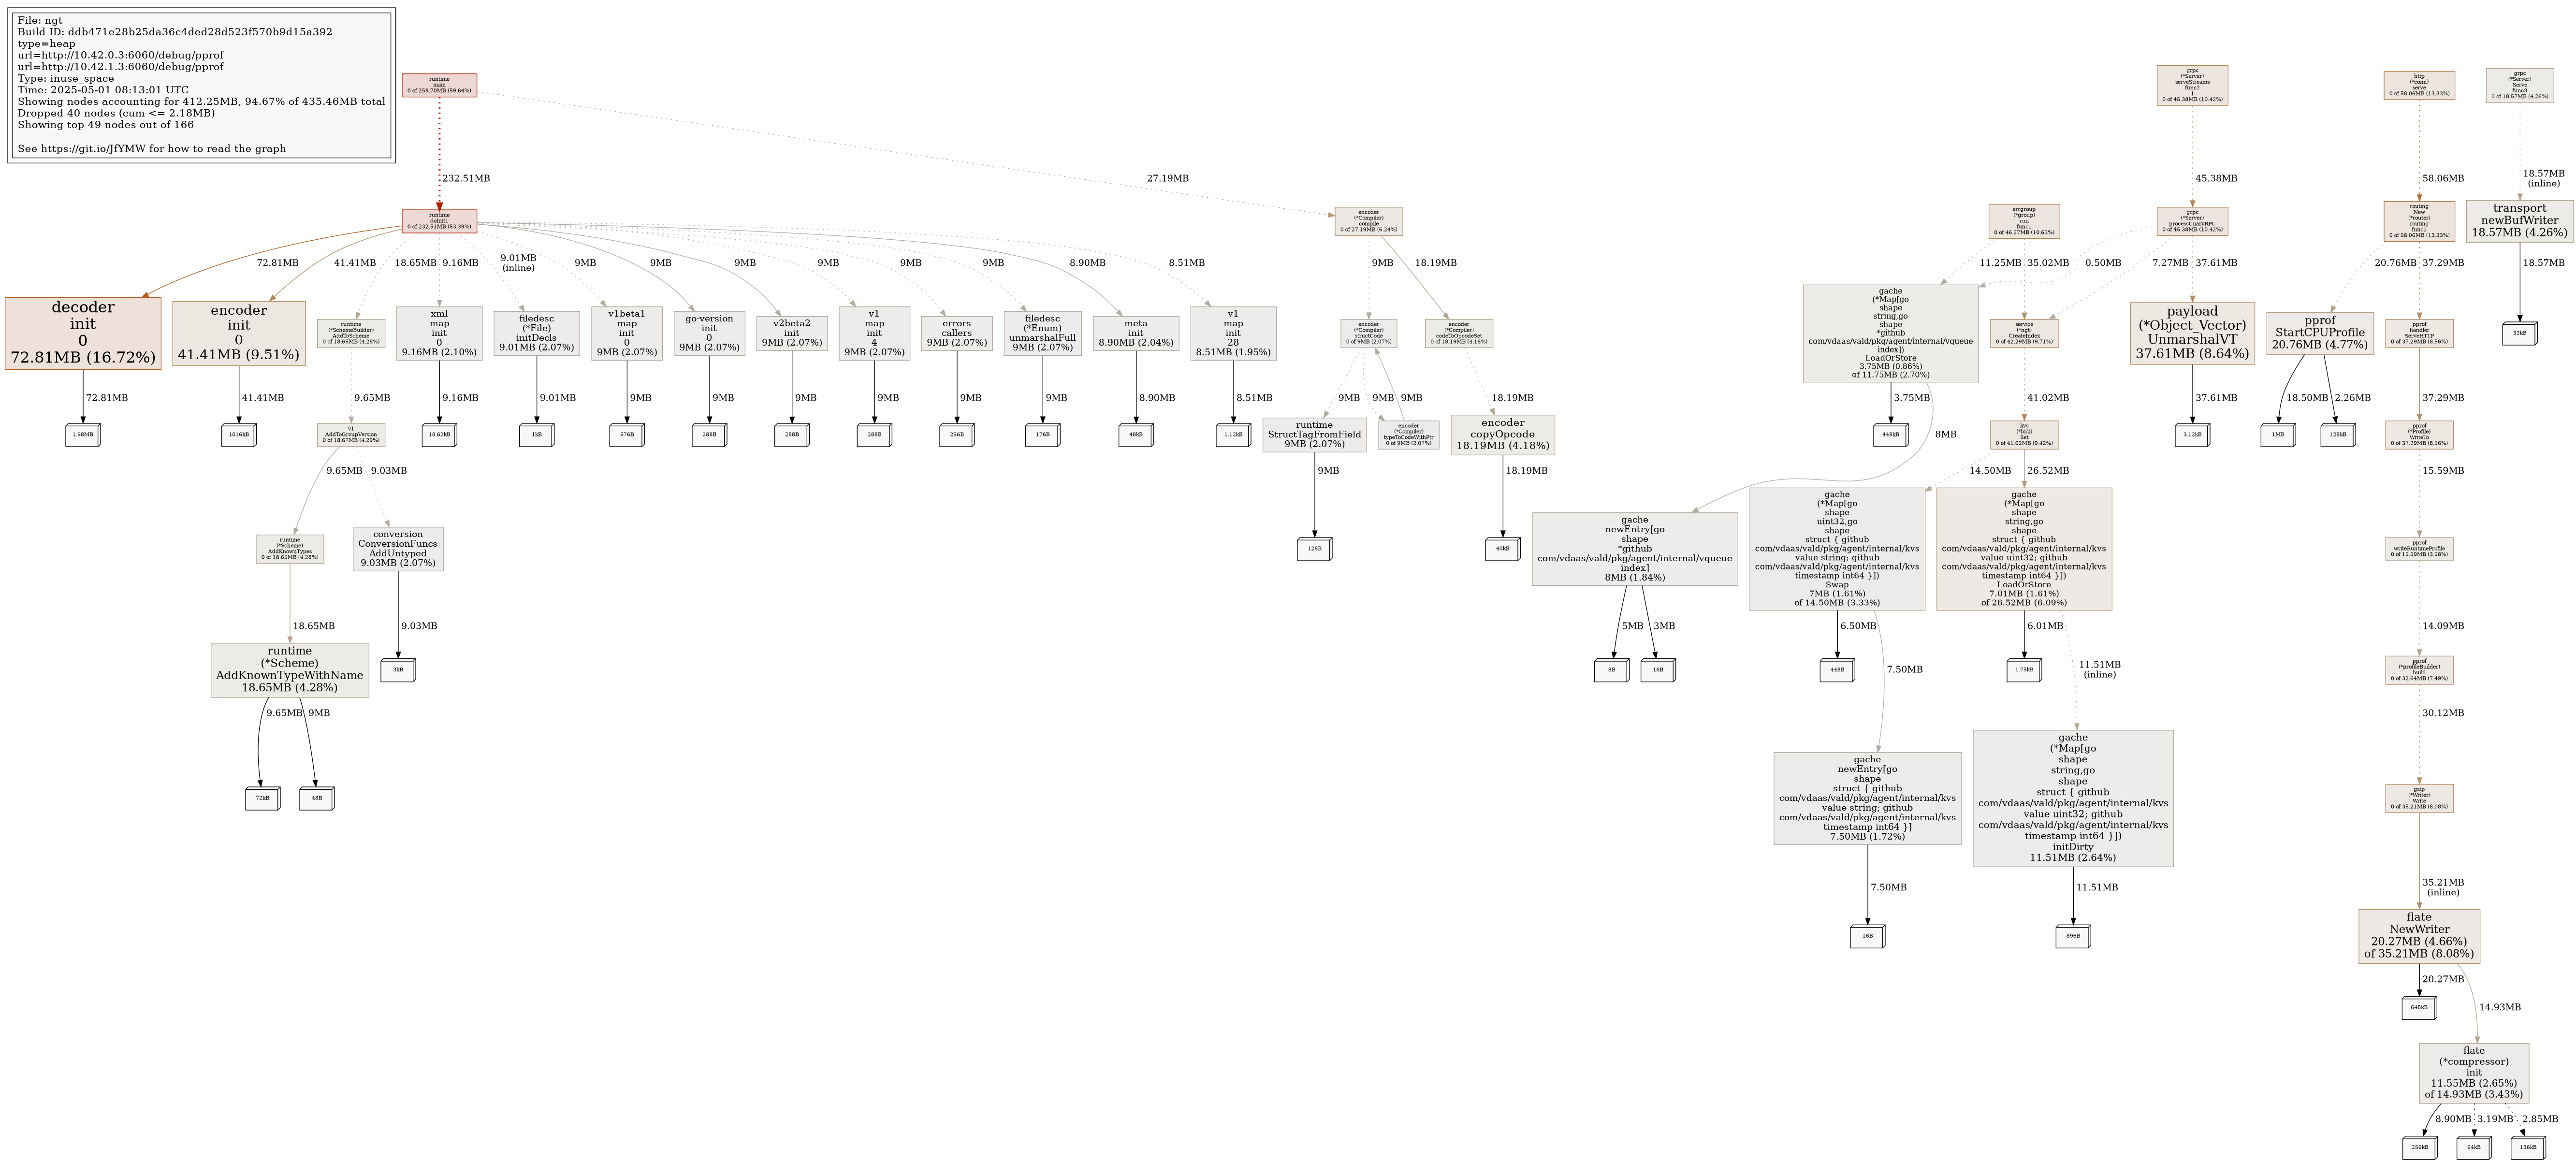 File: ngt
Build ID: ddb471e28b25da36c4ded28d523f570b9d15a392
type=heap
url=http://10.42.0.3:6060/debug/pprof
url=http://10.42.1.3:6060/debug/pprof
Type: inuse_space
Time: 2025-05-01 08:13:01 UTC
Showing nodes accounting for 412.25MB, 94.67% of 435.46MB total
Dropped 40 nodes (cum <= 2.18MB)
Showing top 49 nodes out of 166
See https://git.io/JfYMW for how to read the graph
runtime
main
0 of 259.70MB (59.64%)
grpc
(*Server)
serveStreams
func2
1
0 of 45.38MB (10.42%)
http
(*conn)
serve
0 of 58.06MB (13.33%)
grpc
(*Server)
Serve
func3
0 of 18.57MB (4.26%)
232.51MB
27.19MB
45.38MB
58.06MB
18.57MB
(inline)
runtime
doInit1
0 of 232.51MB (53.39%)
encoder
(*Compiler)
compile
0 of 27.19MB (6.24%)
errgroup
(*group)
run
func1
0 of 46.27MB (10.63%)
grpc
(*Server)
processUnaryRPC
0 of 45.38MB (10.42%)
routing
New
(*router)
routing
func1
0 of 58.06MB (13.33%)
transport
newBufWriter
18.57MB (4.26%)
72.81MB
41.41MB
18.65MB
9.16MB
9.01MB
(inline)
9MB
9MB
9MB
9MB
9MB
9MB
8.90MB
8.51MB
9MB
18.19MB
11.25MB
35.02MB
0.50MB
7.27MB
37.61MB
20.76MB
37.29MB
18.57MB
decoder
init
0
72.81MB (16.72%)
encoder
init
0
41.41MB (9.51%)
runtime
(*SchemeBuilder)
AddToScheme
0 of 18.65MB (4.28%)
xml
map
init
0
9.16MB (2.10%)
filedesc
(*File)
initDecls
9.01MB (2.07%)
v1beta1
map
init
0
9MB (2.07%)
go-version
init
0
9MB (2.07%)
v2beta2
init
9MB (2.07%)
v1
map
init
4
9MB (2.07%)
errors
callers
9MB (2.07%)
filedesc
(*Enum)
unmarshalFull
9MB (2.07%)
meta
init
8.90MB (2.04%)
v1
map
init
28
8.51MB (1.95%)
encoder
(*Compiler)
structCode
0 of 9MB (2.07%)
encoder
(*Compiler)
codeToOpcodeSet
0 of 18.19MB (4.18%)
gache
(*Map[go
shape
string,go
shape
*github
com/vdaas/vald/pkg/agent/internal/vqueue
index])
LoadOrStore
3.75MB (0.86%)
of 11.75MB (2.70%)
service
(*ngt)
CreateIndex
0 of 42.29MB (9.71%)
payload
(*Object_Vector)
UnmarshalVT
37.61MB (8.64%)
pprof
StartCPUProfile
20.76MB (4.77%)
pprof
handler
ServeHTTP
0 of 37.29MB (8.56%)
32kB
72.81MB
41.41MB
9.65MB
9.16MB
9.01MB
9MB
9MB
9MB
9MB
9MB
9MB
8.90MB
8.51MB
9MB
9MB
9MB
18.19MB
3.75MB
8MB
41.02MB
37.61MB
18.50MB
2.26MB
37.29MB
1.98MB
1016kB
v1
AddToGroupVersion
0 of 18.67MB (4.29%)
18.62kB
1kB
576B
288B
288B
288B
256B
176B
48kB
1.12kB
runtime
StructTagFromField
9MB (2.07%)
encoder
(*Compiler)
typeToCodeWithPtr
0 of 9MB (2.07%)
encoder
copyOpcode
18.19MB (4.18%)
448kB
kvs
(*bidi)
Set
0 of 41.02MB (9.42%)
3.12kB
1MB
128kB
pprof
(*Profile)
WriteTo
0 of 37.29MB (8.56%)
9.65MB
9.03MB
9MB
18.19MB
14.50MB
26.52MB
15.59MB
runtime
(*Scheme)
AddKnownTypes
0 of 18.65MB (4.28%)
conversion
ConversionFuncs
AddUntyped
9.03MB (2.07%)
128B
40kB
gache
newEntry[go
shape
*github
com/vdaas/vald/pkg/agent/internal/vqueue
index]
8MB (1.84%)
gache
(*Map[go
shape
uint32,go
shape
struct { github
com/vdaas/vald/pkg/agent/internal/kvs
value string; github
com/vdaas/vald/pkg/agent/internal/kvs
timestamp int64 }])
Swap
7MB (1.61%)
of 14.50MB (3.33%)
gache
(*Map[go
shape
string,go
shape
struct { github
com/vdaas/vald/pkg/agent/internal/kvs
value uint32; github
com/vdaas/vald/pkg/agent/internal/kvs
timestamp int64 }])
LoadOrStore
7.01MB (1.61%)
of 26.52MB (6.09%)
pprof
writeRuntimeProfile
0 of 15.59MB (3.58%)
18.65MB
9.03MB
5MB
3MB
6.50MB
7.50MB
6.01MB
11.51MB
(inline)
14.09MB
runtime
(*Scheme)
AddKnownTypeWithName
18.65MB (4.28%)
3kB
8B
16B
448B
1.75kB
pprof
(*profileBuilder)
build
0 of 32.64MB (7.49%)
9.65MB
9MB
30.12MB
72kB
48B
gache
newEntry[go
shape
struct { github
com/vdaas/vald/pkg/agent/internal/kvs
value string; github
com/vdaas/vald/pkg/agent/internal/kvs
timestamp int64 }]
7.50MB (1.72%)
gache
(*Map[go
shape
string,go
shape
struct { github
com/vdaas/vald/pkg/agent/internal/kvs
value uint32; github
com/vdaas/vald/pkg/agent/internal/kvs
timestamp int64 }])
initDirty
11.51MB (2.64%)
gzip
(*Writer)
Write
0 of 35.21MB (8.08%)
7.50MB
11.51MB
35.21MB
(inline)
16B
896B
flate
NewWriter
20.27MB (4.66%)
of 35.21MB (8.08%)
20.27MB
14.93MB
648kB
flate
(*compressor)
init
11.55MB (2.65%)
of 14.93MB (3.43%)
8.90MB
3.19MB
2.85MB
256kB
64kB
136kB